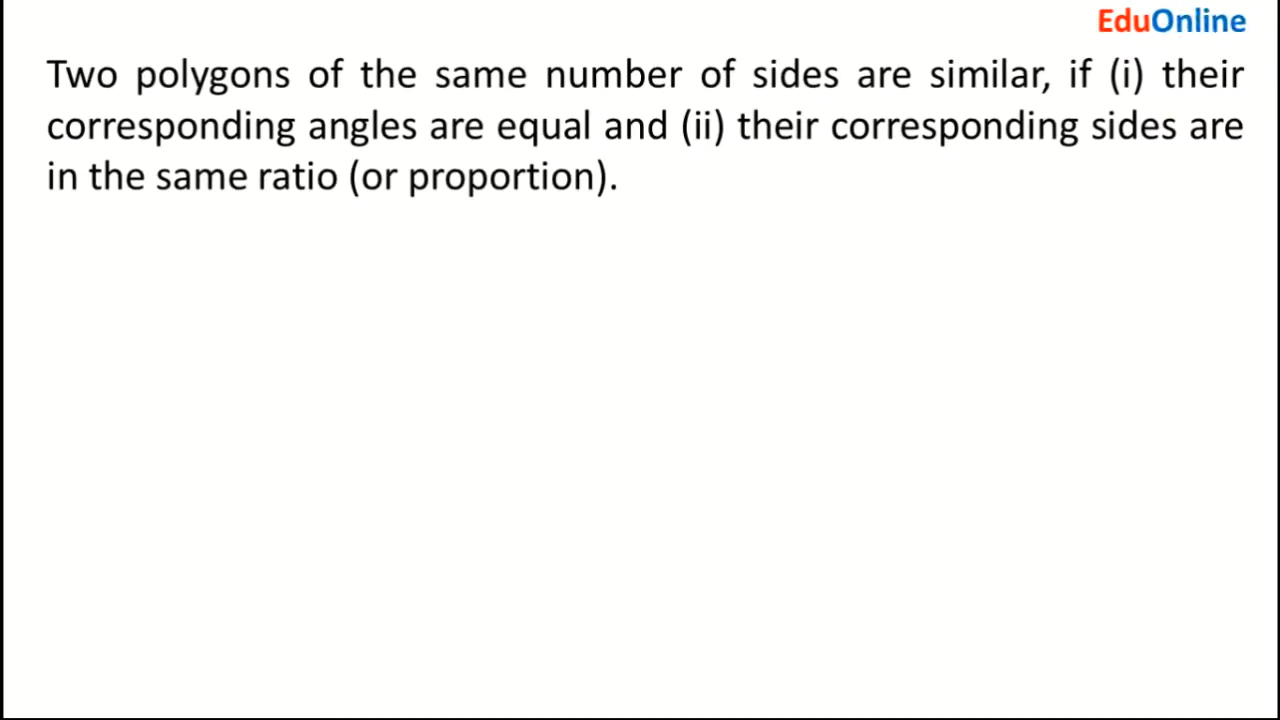 EduOnline
Two polygons of the same number of sides are similar, if (i) their
corresponding angles are equal and (ii) their corresponding sides are
in the same ratio (or proportion).